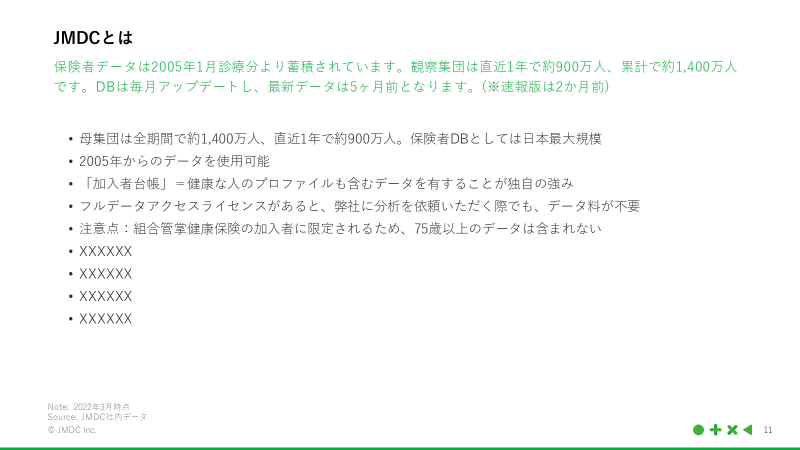 JMDCとは
保険者データは2005年1月診療分より蓄積されています。観察集団は直近1年で約900万人、累計で約1,400万人
です。DBは毎月アップデートし、最新データは5ヶ月前となります。(※速報版は2か月前)
• 母集団は全期間で約1,400万人、直近1年で約900万人。保険者DBとしては日本最大規模
• 2005年からのデータを使用可能
• 「加入者台帳」＝健康な人のプロファイルも含むデータを有することが独自の強み
• フルデータアクセスライセンスがあると、弊社に分析を依頼いただく際でも、データ料が不要
• 注意点：組合管掌健康保険の加入者に限定されるため、75歳以上のデータは含まれない
• XXXXXX
• XXXXXX
• XXXXXX
• XXXXXX
Note: 2022年3月時点
Source: JMDC社内データ
© JMDC Inc.
11